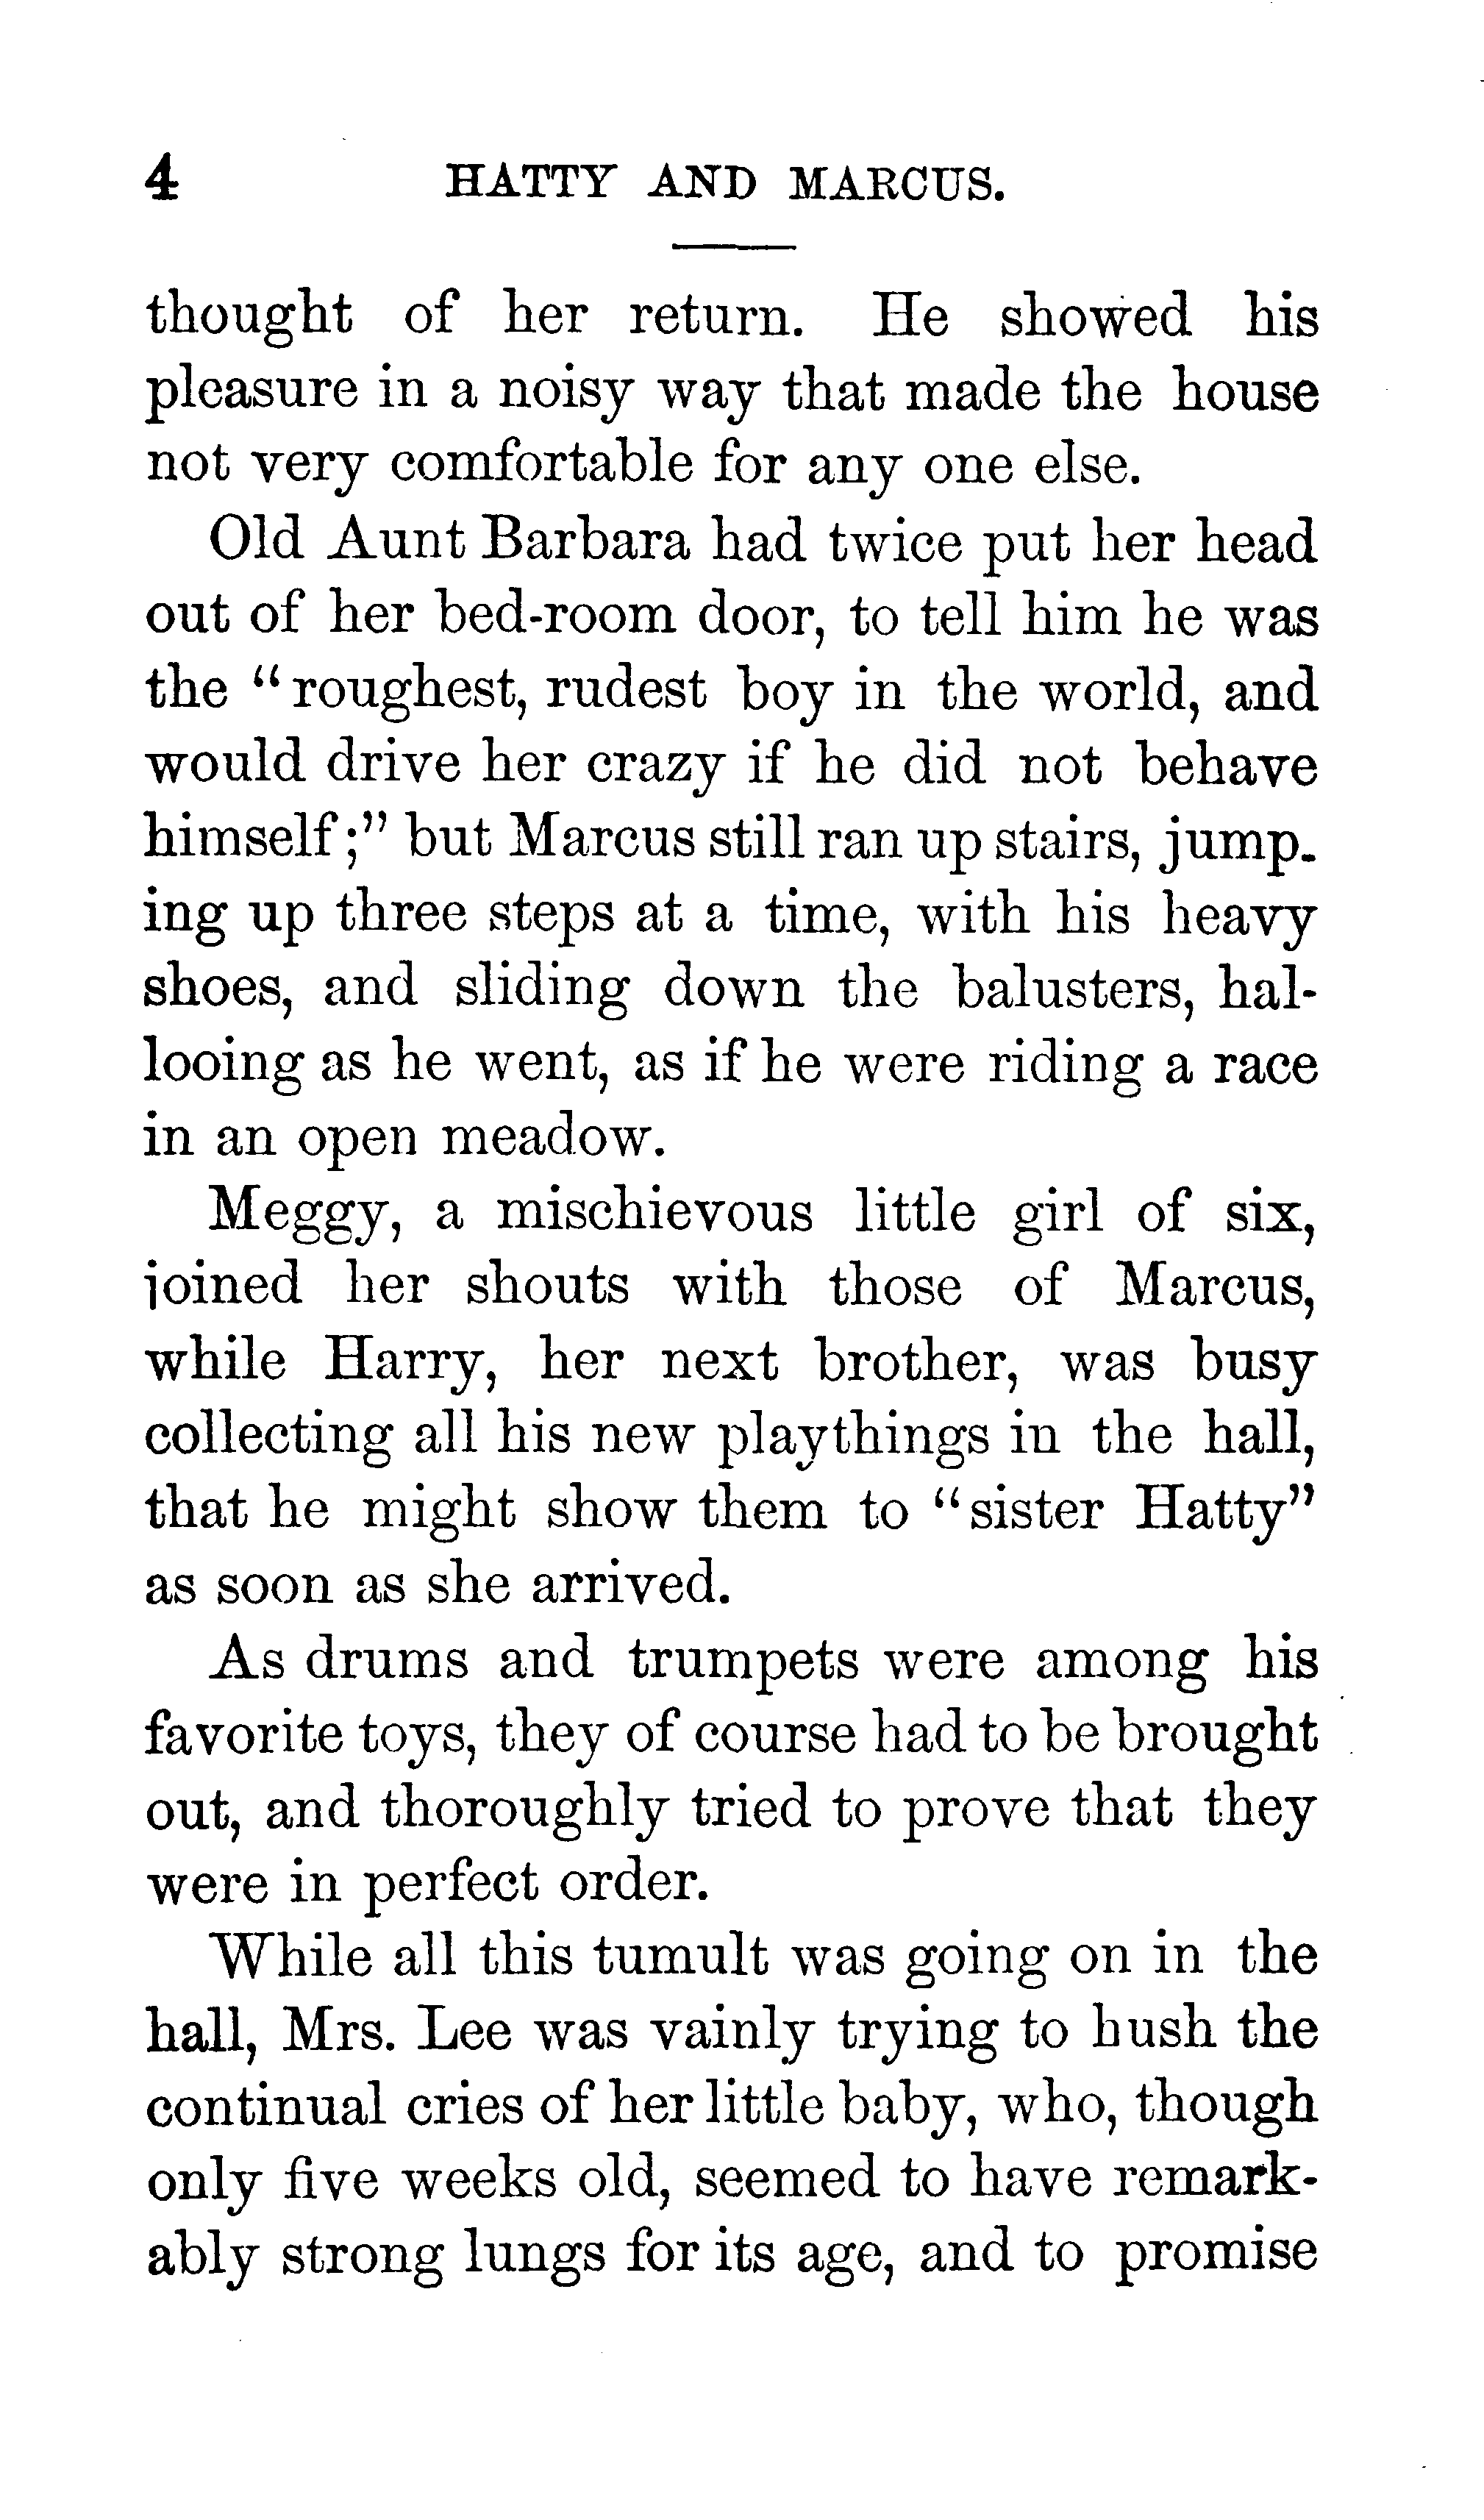 4 HATTY AND MARCUS.
thought of her return. He showed his
pleasure in a noisy way that made the house
not very comfortable for any one else.
Old Aunt Barbara had twice put her head
out of her bed-room door, to tell him he was
the "roughest, rudest boy in the world, and
would drive her crazy if he did not behave
himself;" but Marcus still ran up stairs, jump-
ing up three steps at a time, with his heavy
shoes, and sliding down the balusters, hal-
looing as he went, as if he were riding a race
in an open meadow.
Meggy, a mischievous little girl of six,
joined her shouts with those of Marcus,
while Harry, her next brother, was busy
collecting all his new playthings in the hall,
that he might show them to "sister Hatty"
as soon as she arrived.
As drums and trumpets were among his
favorite toys, they of course had to be brought
out, and thoroughly tried to prove that they
were in perfect order.
While all this tumult was going on in the
hall, Mrs. Lee was vainly trying to hush the
continual cries of her little baby, who, though
only five weeks old, seemed to have remark-
ably strong lungs for its age, and to promise